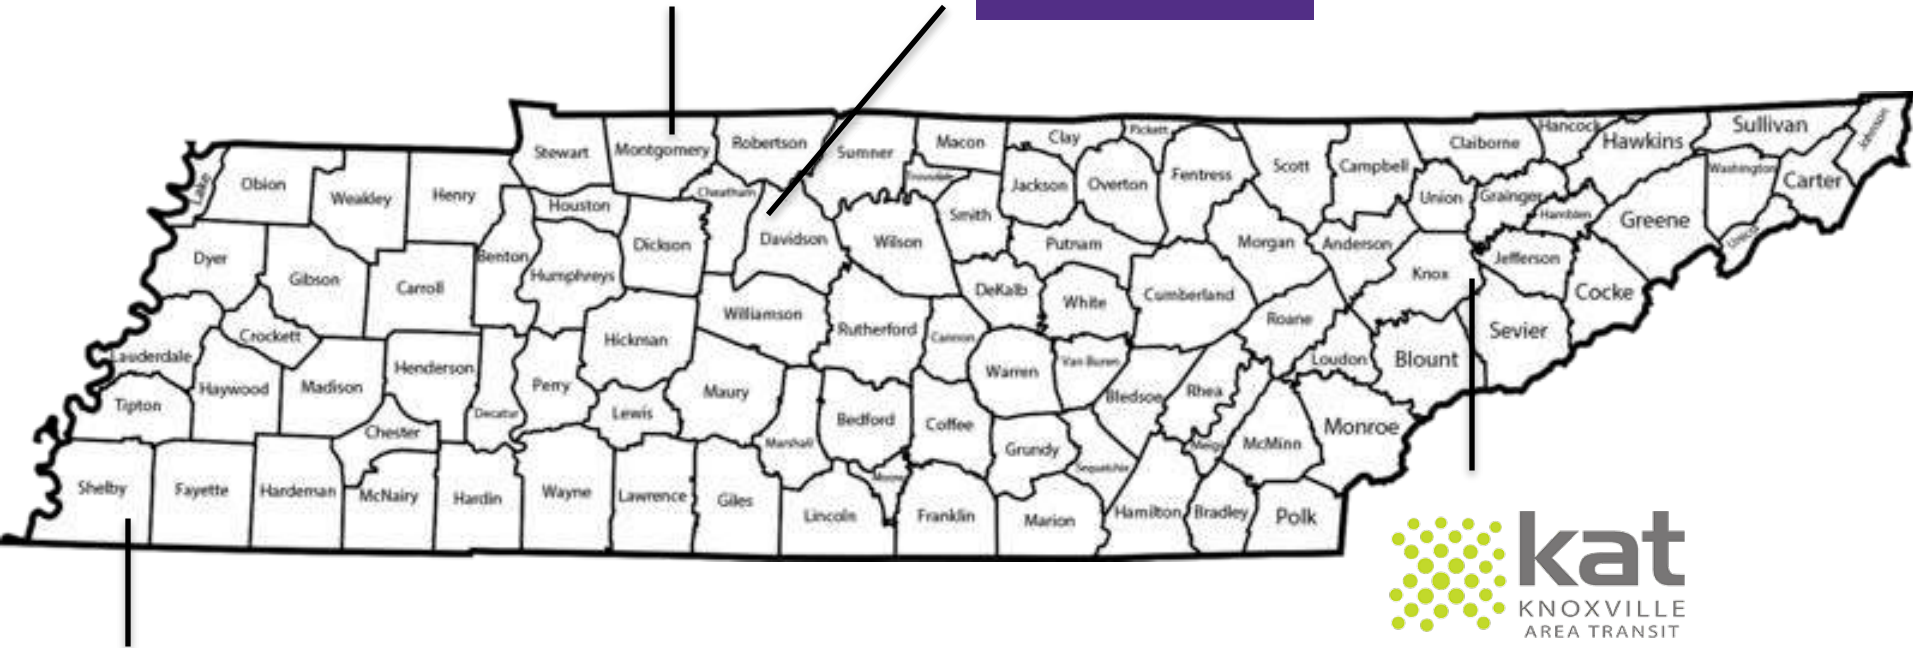 Stewart
Montgomery
Robertson
Sumner
Macon
Clay
Pickett
Fentress
Scott
Campbell
Claiborne
Hancock
Hawkins
Sullivan
Johnson
Lake
Obion
Weakley
Henry
Houston
Cheatham
Trousdale
Jackson
Overton
Union
Grainger
Hamblen
Washington
Carter
Greene
Unicoi
Dyer
Gibson
Carroll
Benton
Humphreys
Dickson
Davidson
Wilson
Smith
Putnam
Morgan
Anderson
Knox
Jefferson
Cocke
DeKalb
White
Cumberland
Roane
Sevier
Lauderdale
Crockett
Haywood
Madison
Henderson
Decatur
Perry
Hickman
Williamson
Rutherford
Cannon
Warren
Van Buren
Bledsoe
Rhea
Loudon
Blount
Tipton
Chester
Lewis
Maury
Marshall
Bedford
Coffee
Grundy
Sequatchie
Meigs
McMinn
Monroe
Shelby
Fayette
Hardeman
McNairy
Hardin
Wayne
Lawrence
Giles
Lincoln
Moore
Franklin
Marion
Hamilton
Bradley
Polk
kat
KNOXVILLE
AREA TRANSIT